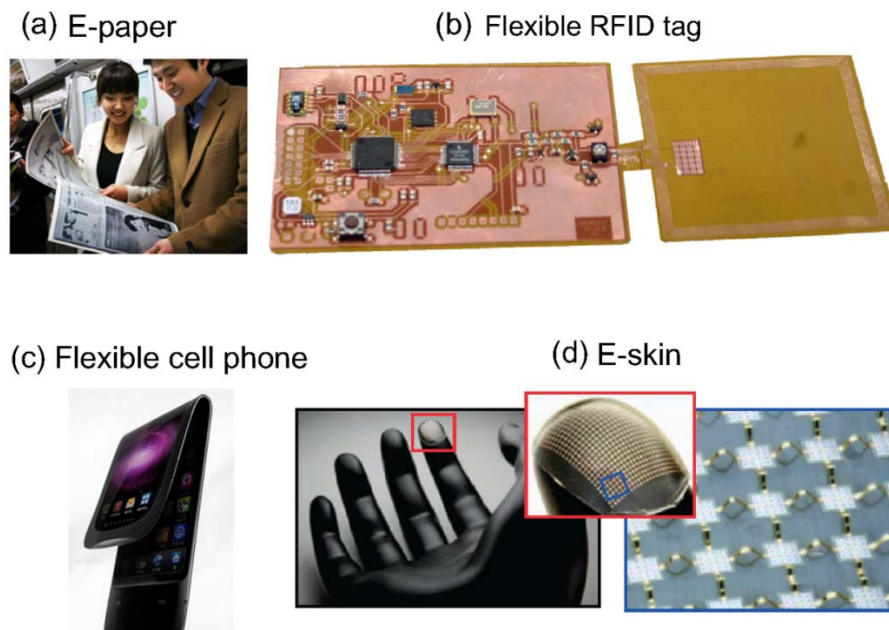 (a) E-paper
(b) Flexible RFID tag
(c) Flexible cell phone
(d) E-skin